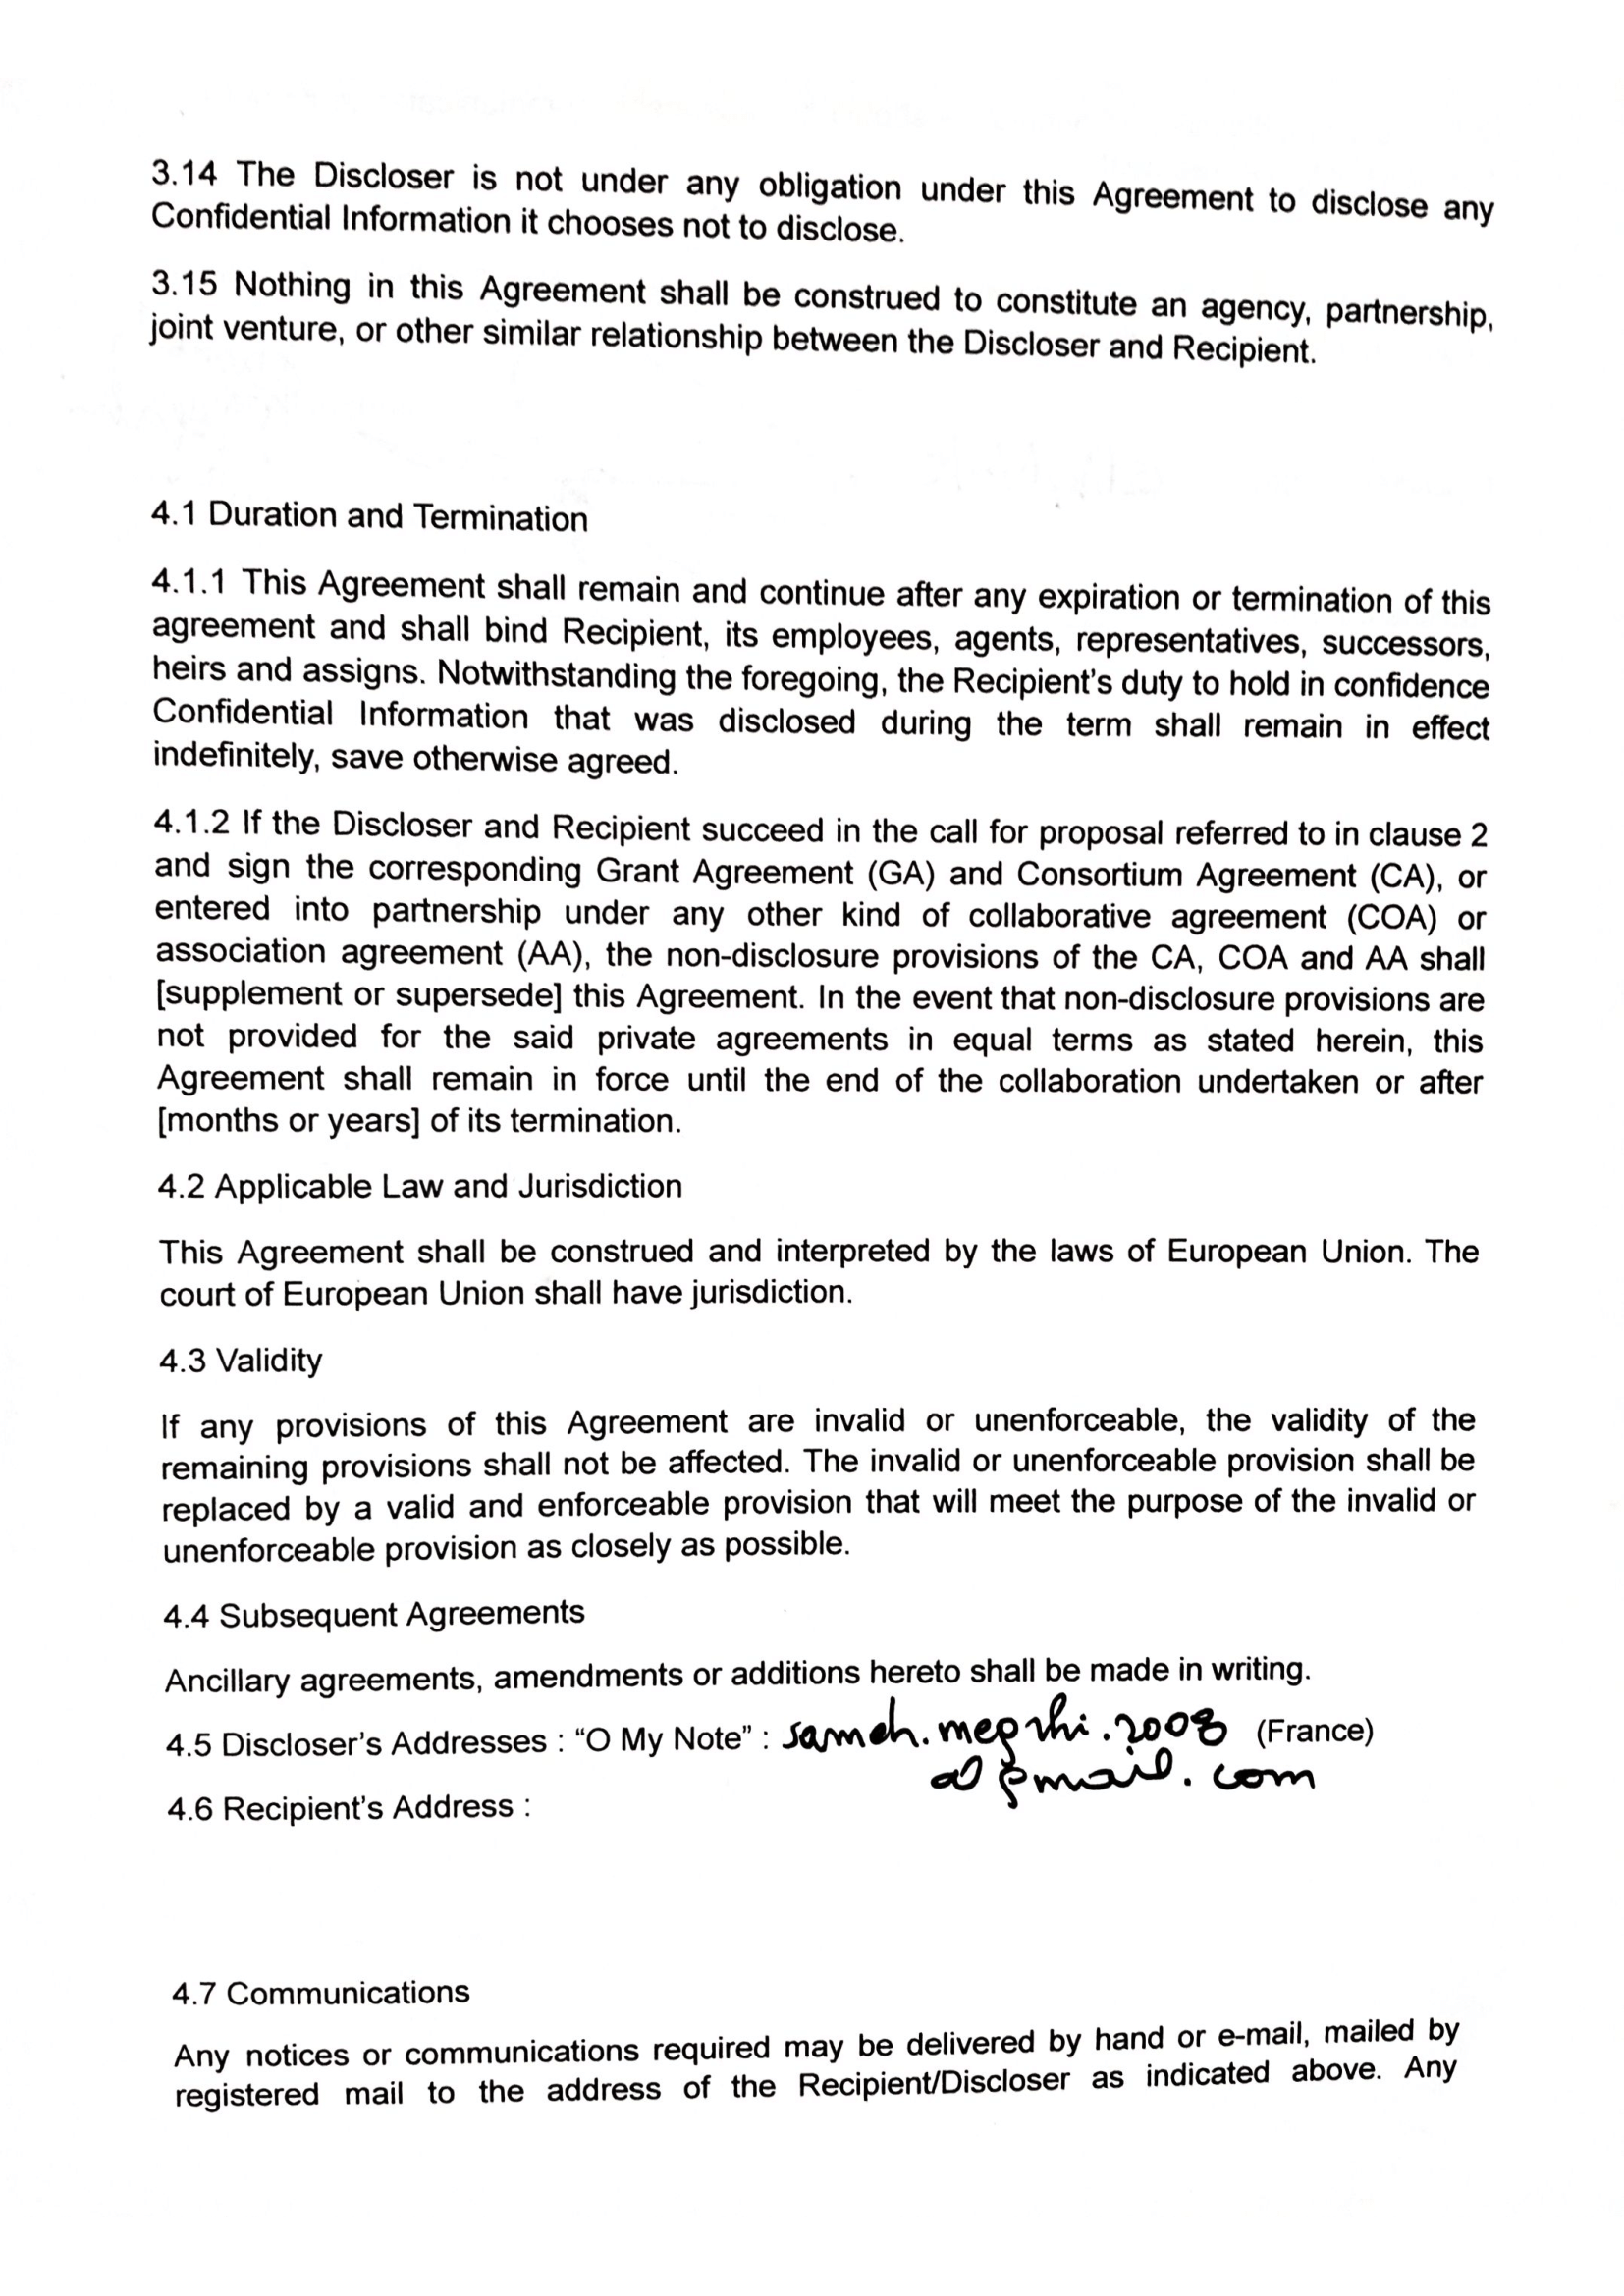 3.14 The Discloser is not under any obligation under this Agreement to disclose any
Confidential Information it chooses not to disclose.
3.15 Nothing in this Agreement shall be construed to constitute an agency, partnership,
joint venture, or other similar relationship between the Discloser and Recipient.
4.1 Duration and Termination
4.1.1 This Agreement shall remain and continue after any expiration or termination of this
agreement and shall bind Recipient, its employees, agents, representatives, successors,
heirs and assigns. Notwithstanding the foregoing, the Recipient's duty to hold in confidence
Confidential Information that was disclosed during the term shall remain in effect
indefinitely, save otherwise agreed.
4.1.2 If the Discloser and Recipient succeed in the call for proposal referred to in clause 2
and sign the corresponding Grant Agreement (GA) and Consortium Agreement (CA), or
entered into partnership under any other kind of collaborative agreement (COA) or
association agreement (AA), the non-disclosure provisions of the CA, COA and AA shall
[supplement or supersede] this Agreement. In the event that non-disclosure provisions are
not provided for the said private agreements in equal terms as stated herein, this
Agreement shall remain in force until the end of the collaboration undertaken or after
[months or years] of its termination.
4.2 Applicable Law and Jurisdiction
This Agreement shall be construed and interpreted by the laws of European Union. The
court of European Union shall have jurisdiction.
4.3 Validity
If any provisions of this Agreement are invalid or unenforceable, the validity of the
remaining provisions shall not be affected. The invalid or unenforceable provision shall be
replaced by a valid and enforceable provision that will meet the purpose of the invalid or
unenforceable provision as closely as possible.
4.4 Subsequent Agreements
Ancillary agreements, amendments or additions hereto shall be made in writing.
4.5 Discloser's Addresses : “O My Note” : sameh.megrhi.2008 (France)
@gmail.com
4.6 Recipient's Address :
4.7 Communications
Any notices or communications required may be delivered by hand or e-mail, mailed by
registered mail to the address of the Recipient/Discloser as indicated above. Any